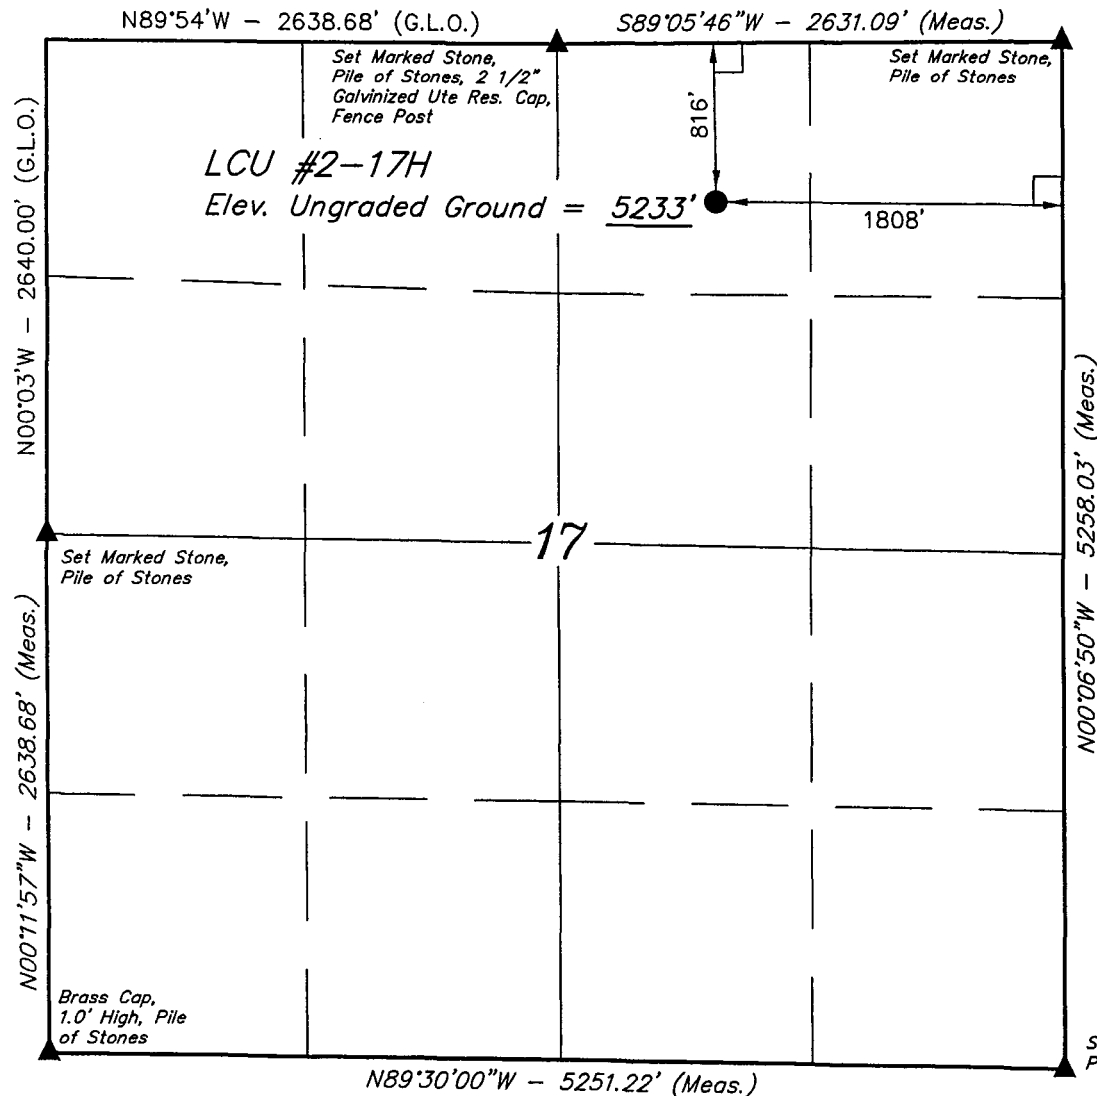 N89°54'W – 2638.68' (G.L.O.)
S89°05'46"W – 2631.09' (Meas.)
Set Marked Stone,
Pile of Stones, 2 1/2"
Galvinized Ute Res. Cap,
Fence Post
Set Marked Stone,
Pile of Stones
816'
LCU #2–17H
Elev. Ungraded Ground = 5233'
1808'
N00°03'W – 2640.00' (G.L.O.)
17
Set Marked Stone,
Pile of Stones
N00°06'50"W – 5258.03' (Meas.)
N00°11'57"W – 2638.68' (Meas.)
Brass Cap,
1.0' High, Pile
of Stones
S
P
N89°30'00"W – 5251.22' (Meas.)